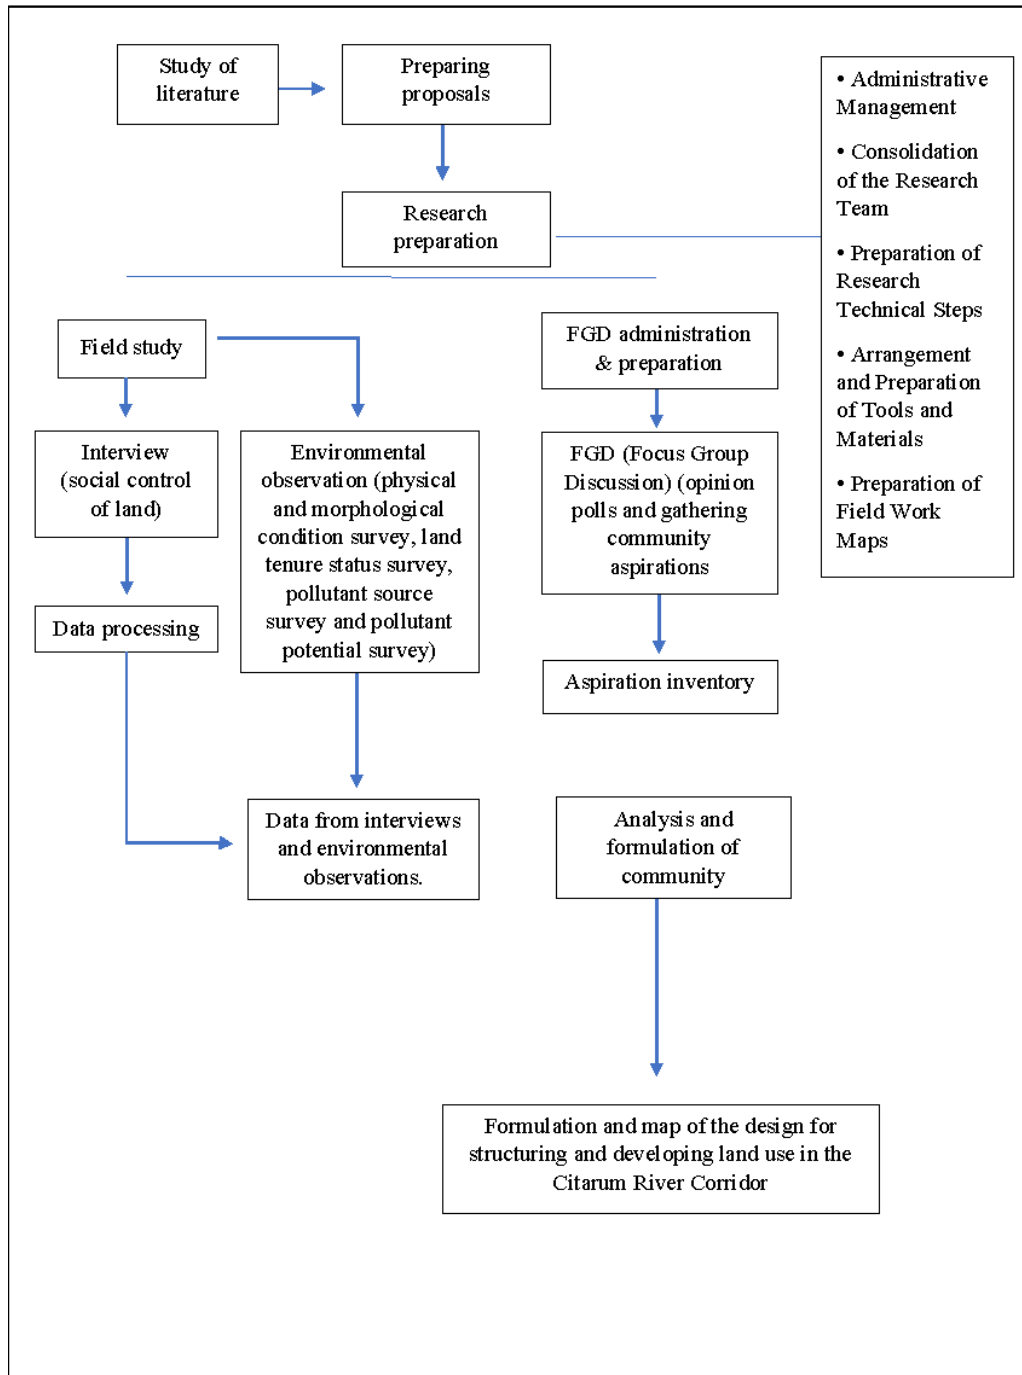 Study of
literature
Preparing
proposals
• Administrative
Management
• Consolidation
of the Research
Team
• Preparation of
Research
Technical Steps
• Arrangement
and Preparation
of Tools and
Materials
• Preparation of
Field Work
Maps
Research
preparation
Field study
FGD administration
& preparation
Interview
(social control
of land)
Environmental
observation (physical
and morphological
condition survey, land
tenure status survey,
pollutant source
survey and pollutant
potential survey)
FGD (Focus Group
Discussion) (opinion
polls and gathering
community
aspirations
Data processing
Aspiration inventory
Data from interviews
and environmental
observations.
Analysis and
formulation of
community
Formulation and map of the design for
structuring and developing land use in the
Citarum River Corridor